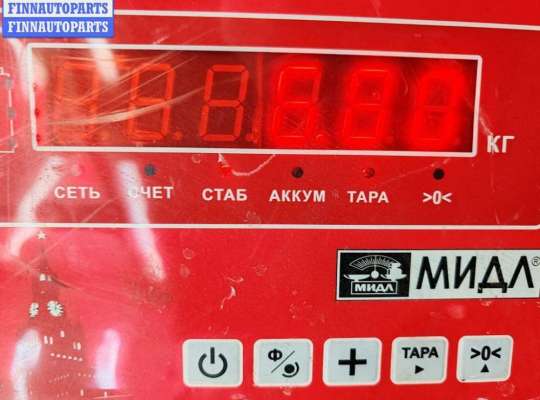 FINNAUTOPARTS
FINNAUTOPARTS
КГ
СЕТЬ СЧЕТ СТАБ АККУМ ТАРА >0<
МИДЛ МИДЛ®
Ф/ + ТАРА >0<